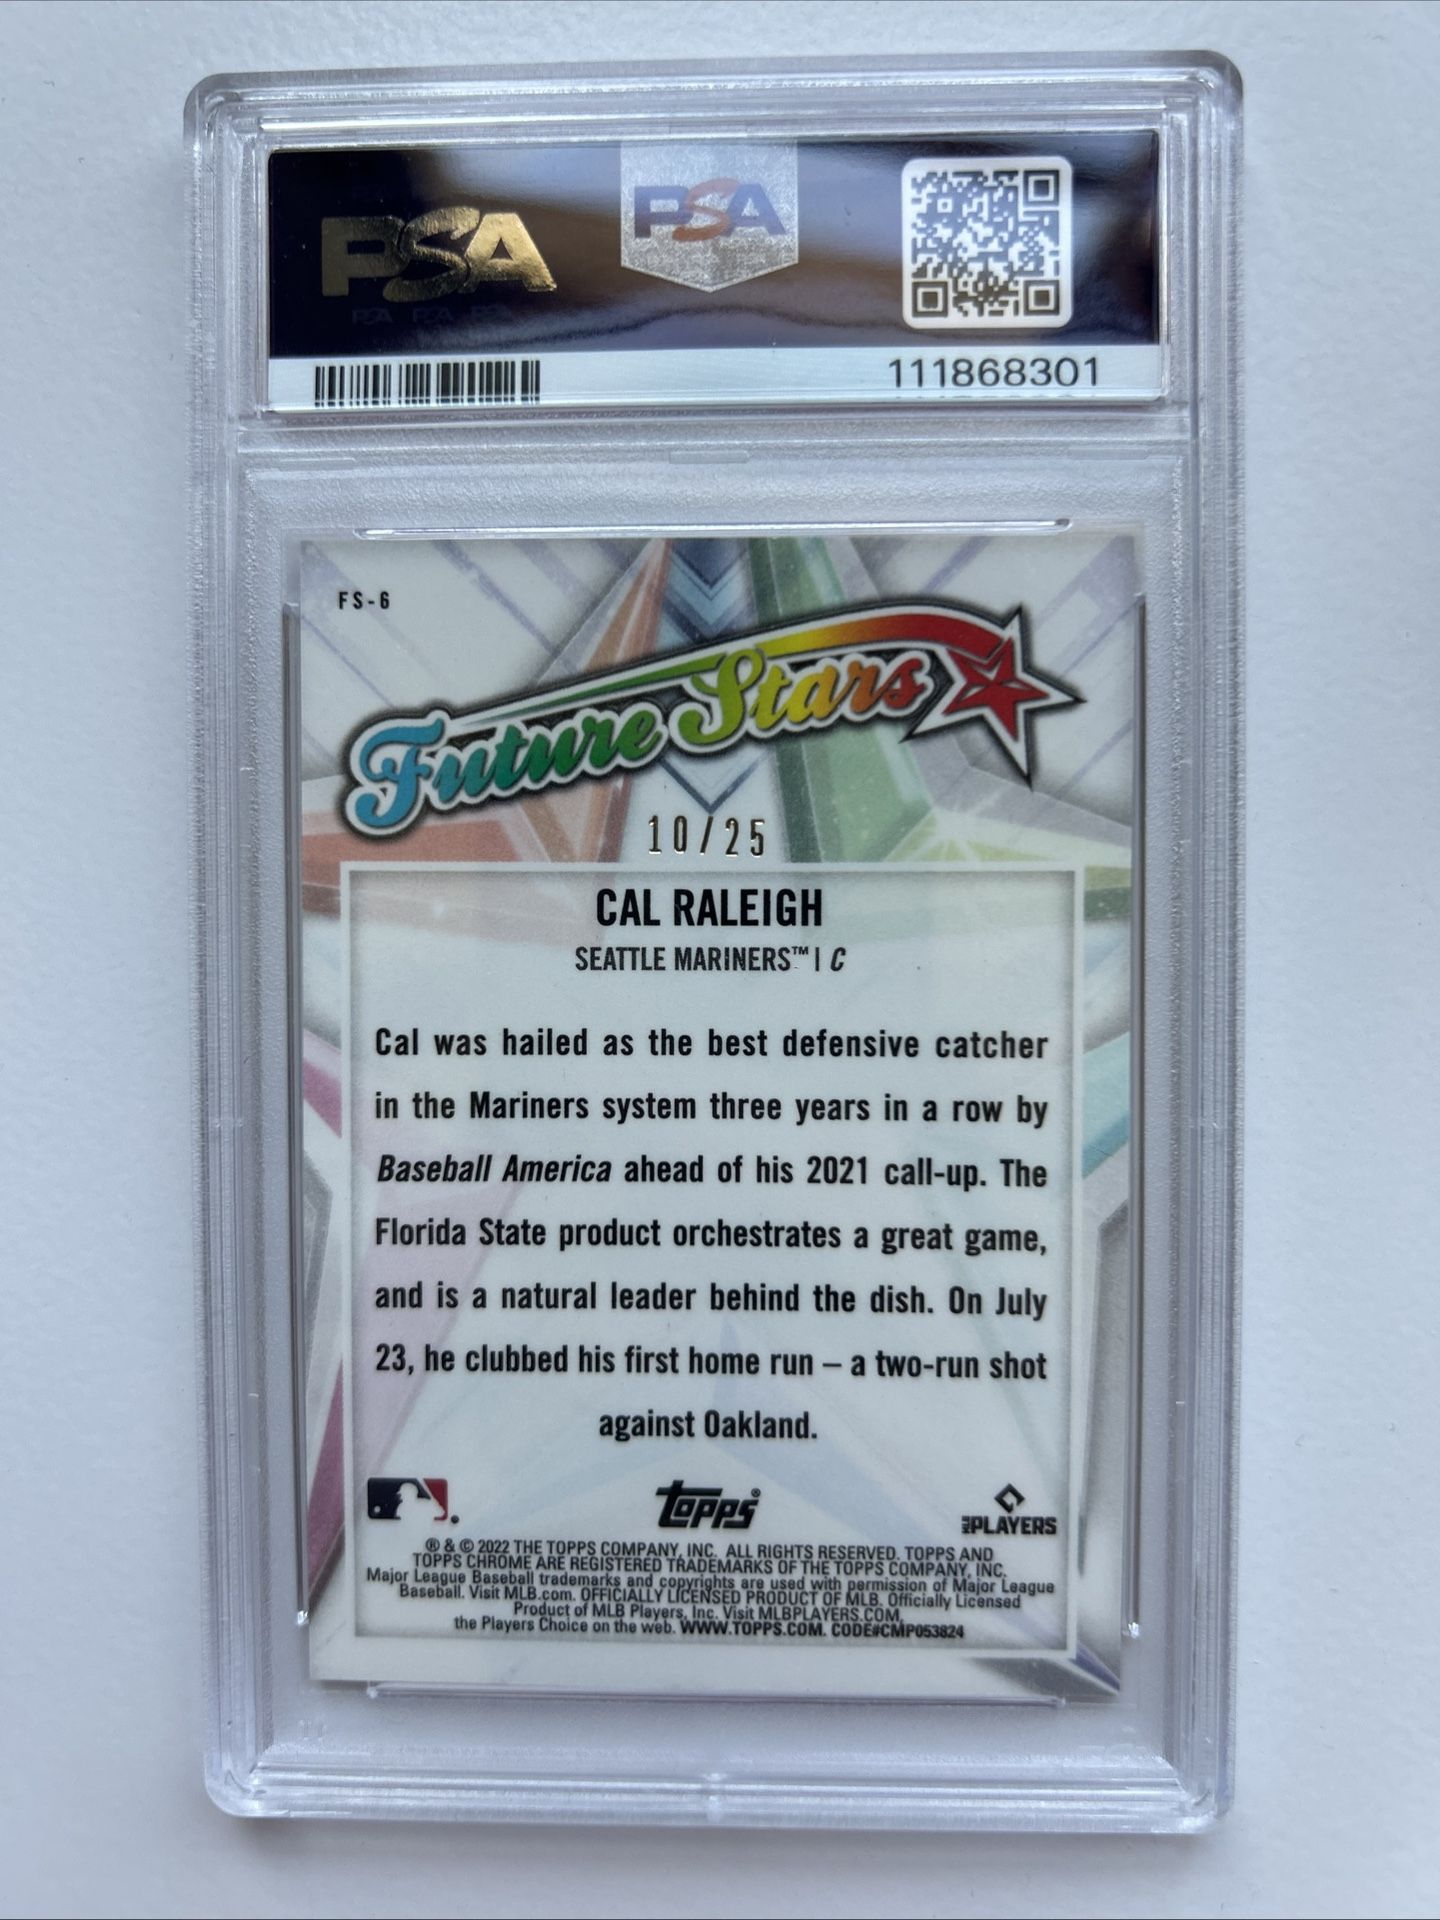 PSA
PSA
PSA PSA PSA
111868301
FS-6
Future Stars
10/25
CAL RALEIGH
SEATTLE MARINERS™ | C
Cal was hailed as the best defensive catcher
in the Mariners system three years in a row by
Baseball America ahead of his 2021 call-up. The
Florida State product orchestrates a great game,
and is a natural leader behind the dish. On July
23, he clubbed his first home run – a two-run shot
against Oakland.
topps®
MLB PLAYERS
® & © 2022 THE TOPPS COMPANY, INC. ALL RIGHTS RESERVED. TOPPS AND
TOPPS CHROME ARE REGISTERED TRADEMARKS OF THE TOPPS COMPANY, INC.
Major League Baseball trademarks and copyrights are used with permission of Major League
Baseball. Visit MLB.com. OFFICIALLY LICENSED PRODUCT OF MLB. Officially Licensed
Product of MLB Players, Inc. Visit MLBPLAYERS.COM,
the Players Choice on the web. WWW.TOPPS.COM. CODE#CMP053824